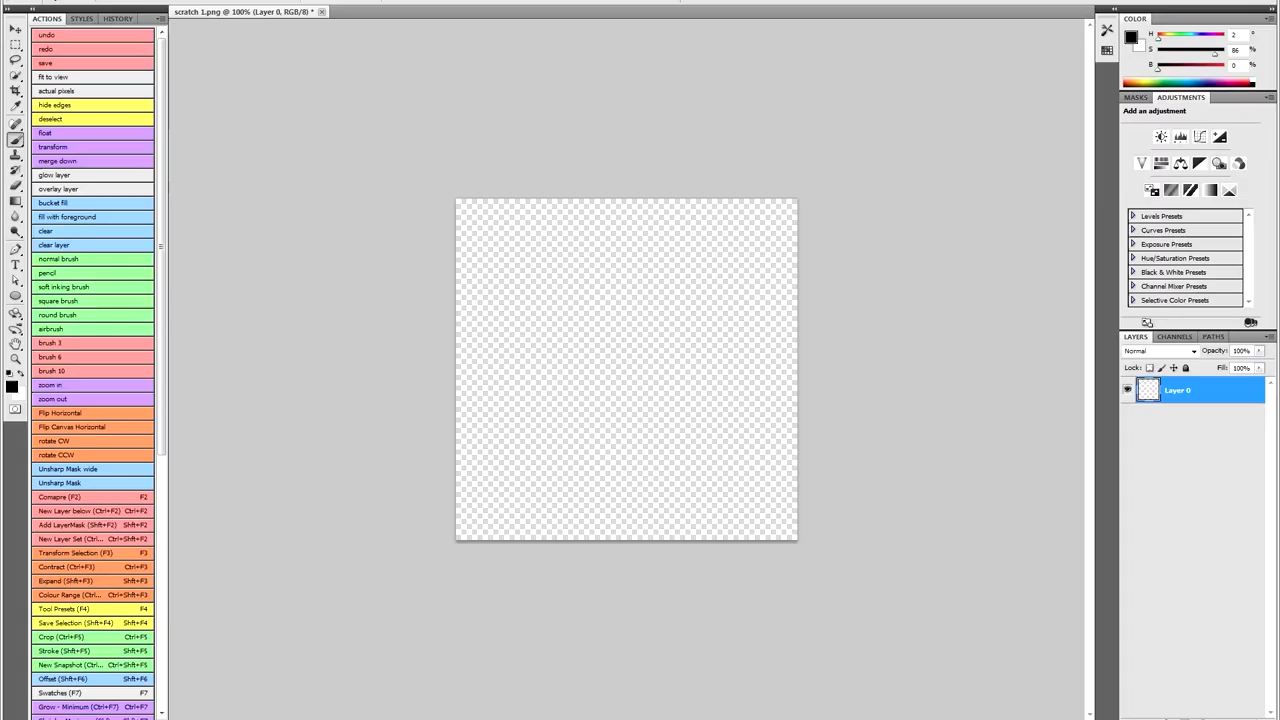 scratch 1.png @ 100% (Layer 0, RGB/8) *
ACTIONS STYLES HISTORY
undo
redo
save
fit to view
actual pixels
hide edges
deselect
float
transform
merge down
glow layer
overlay layer
bucket fill
fill with foreground
clear
clear layer
normal brush
pencil
soft inking brush
square brush
round brush
airbrush
brush 3
brush 6
brush 10
zoom in
zoom out
Flip Horizontal
Flip Canvas Horizontal
rotate CW
rotate CCW
Unsharp Mask wide
Unsharp Mask
Comapre (F2) F2
New Layer below (Ctrl+F2) Ctrl+F2
Add LayerMask (Shft+F2) Shft+F2
New Layer Set (Ctrl... Ctrl+Shft+F2
Transform Selection (F3) F3
Contract (Ctrl+F3) Ctrl+F3
Expand (Shft+F3) Shft+F3
Colour Range (Ctrl... Ctrl+Shft+F3
Tool Presets (F4) F4
Save Selection (Shft+F4) Shft+F4
Crop (Ctrl+F5) Ctrl+F5
Stroke (Shft+F5) Shft+F5
New Snapshot (Ctrl... Ctrl+Shft+F5
Offset (Shft+F6) Shft+F6
Swatches (F7) F7
Grow - Minimum (Ctrl+F7) Ctrl+F7
COLOR
H 2 °
S 86 %
B 0 %
MASKS ADJUSTMENTS
Add an adjustment
Levels Presets
Curves Presets
Exposure Presets
Hue/Saturation Presets
Black & White Presets
Channel Mixer Presets
Selective Color Presets
LAYERS CHANNELS PATHS
Normal Opacity: 100%
Lock: Fill: 100%
Layer 0